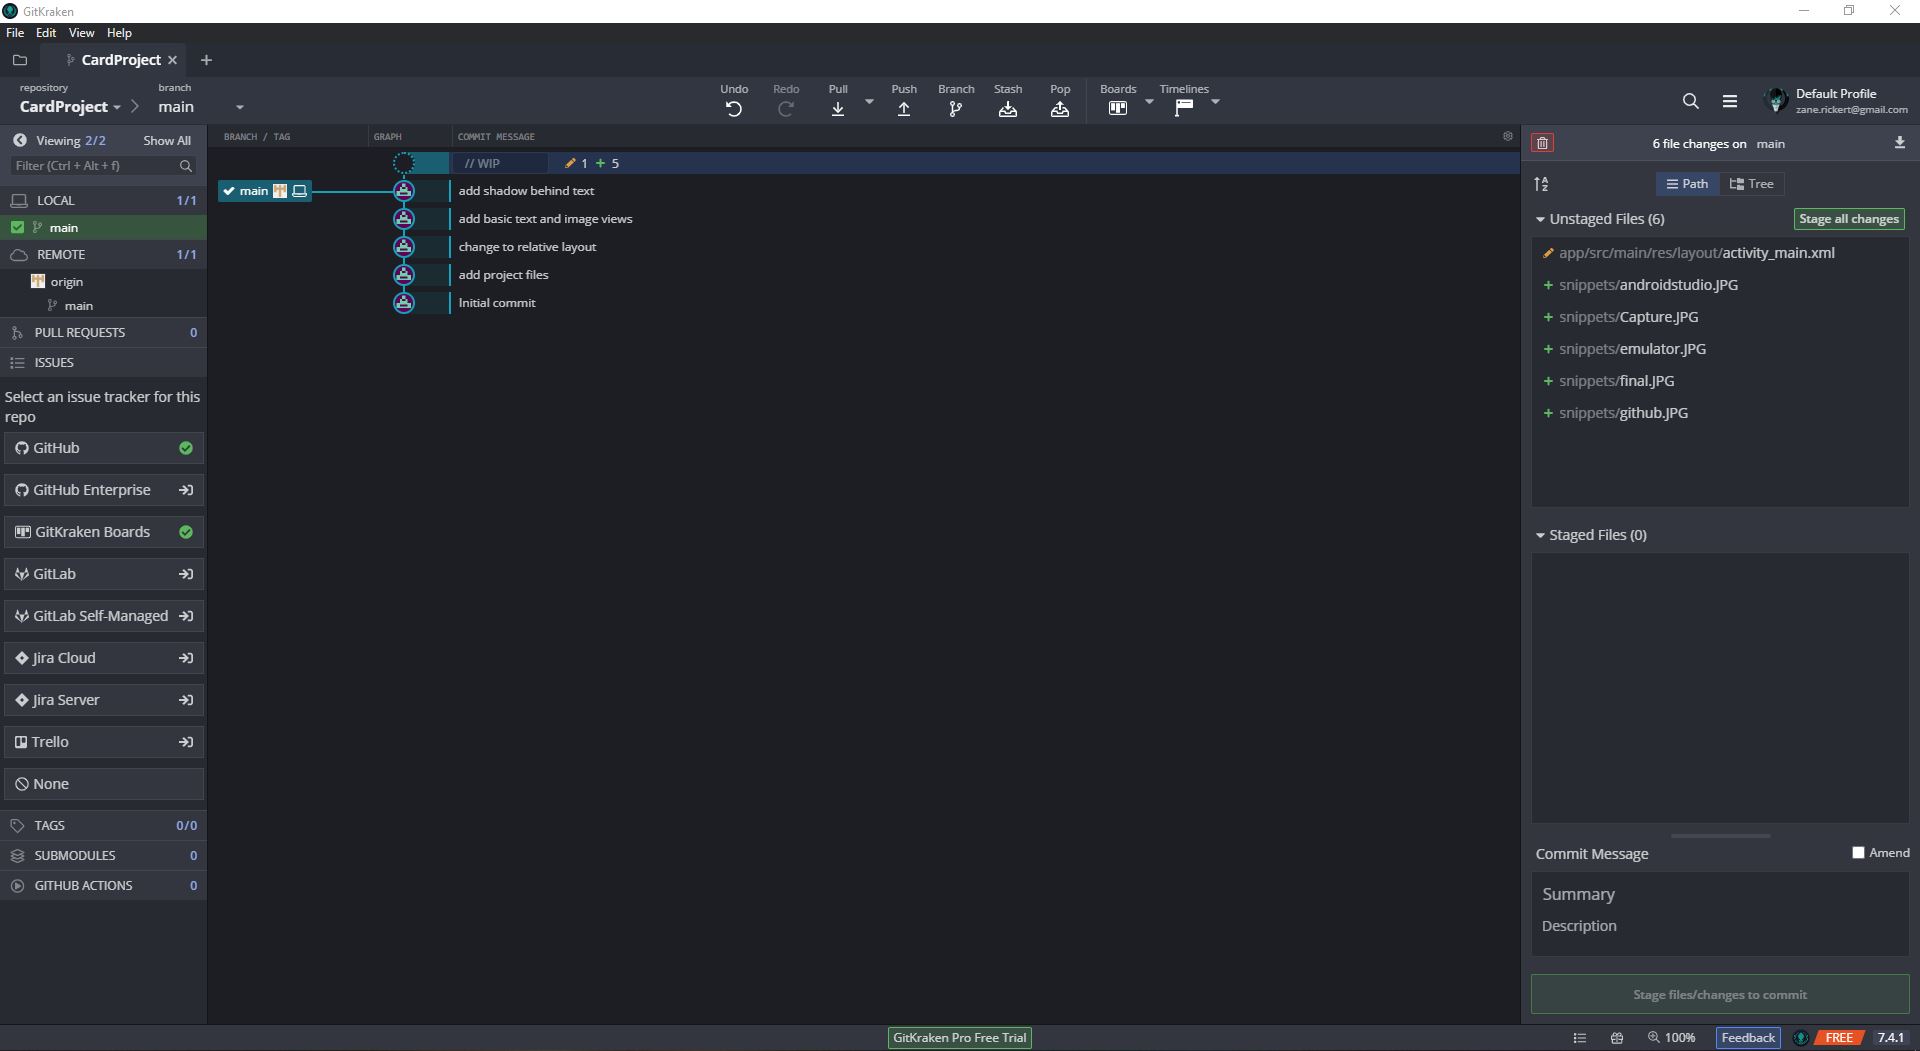 GitKraken
File Edit View Help
CardProject
repository
CardProject
branch
main
Undo
Redo
Pull
Push
Branch
Stash
Pop
Boards
Timelines
Default Profile
zane.rickert@gmail.com
Viewing 2/2
Show All
Filter (Ctrl + Alt + f)
LOCAL 1/1
main
REMOTE 1/1
origin
main
PULL REQUESTS 0
ISSUES
Select an issue tracker for this
repo
GitHub
GitHub Enterprise
GitKraken Boards
GitLab
GitLab Self-Managed
Jira Cloud
Jira Server
Trello
None
TAGS 0/0
SUBMODULES 0
GITHUB ACTIONS 0
BRANCH / TAG GRAPH COMMIT MESSAGE
// WIP 1 + 5
main add shadow behind text
add basic text and image views
change to relative layout
add project files
Initial commit
6 file changes on main
Path Tree
Unstaged Files (6)
Stage all changes
app/src/main/res/layout/activity_main.xml
+ snippets/androidstudio.JPG
+ snippets/Capture.JPG
+ snippets/emulator.JPG
+ snippets/final.JPG
+ snippets/github.JPG
Staged Files (0)
Commit Message
Amend
Summary
Description
Stage files/changes to commit
GitKraken Pro Free Trial
100%
Feedback
FREE
7.4.1